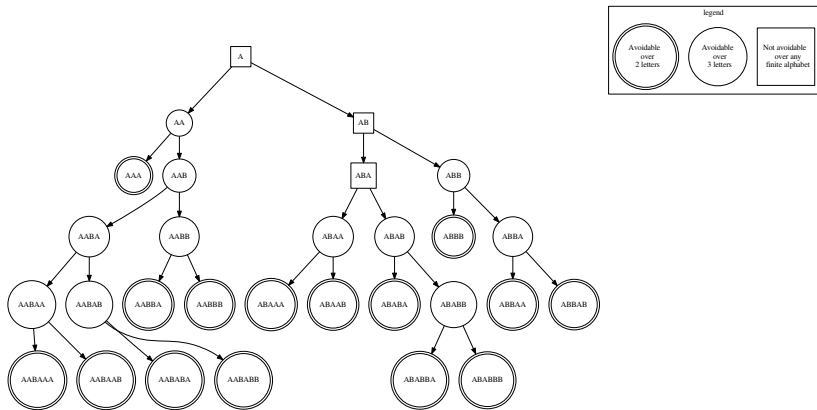 legend
Avoidable
over
2 letters
Avoidable
over
3 letters
Not avoidable
over any
finite alphabet
A
AA
AB
AAA
AAB
ABA
ABB
AABA
AABB
ABAA
ABAB
ABBB
ABBA
AABAA
AABAB
AABBA
AABBB
ABAAA
ABAAB
ABABA
ABABB
ABBAA
ABBAB
AABAAA
AABAAB
AABABA
AABABB
ABABBA
ABABBB